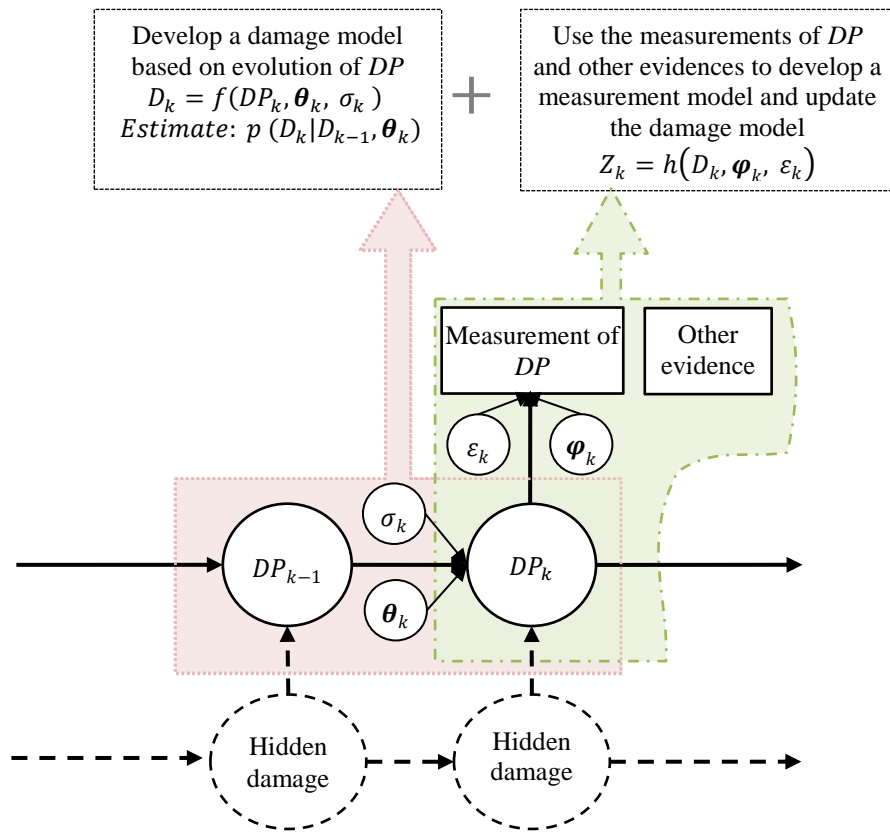 Develop a damage model
based on evolution of DP
D_k = f(DP_k, θ_k, σ_k )
Estimate: p (D_k|D_{k−1}, θ_k)
+
Use the measurements of DP
and other evidences to develop a
measurement model and update
the damage model
Z_k = h(D_k, φ_k, ε_k)
Measurement of
DP
Other
evidence
ε_k
φ_k
σ_k
DP_{k−1}
DP_k
θ_k
Hidden
damage
Hidden
damage